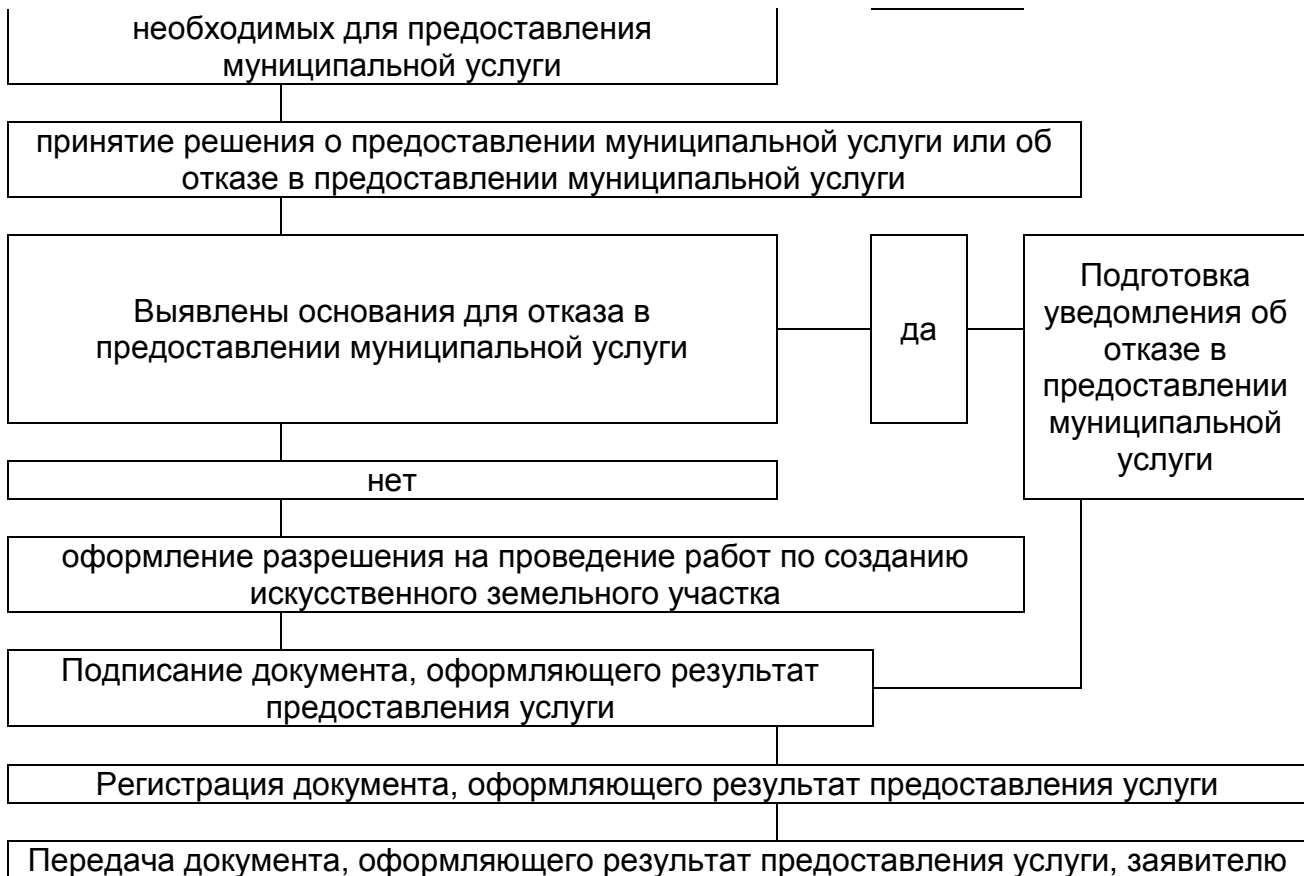 необходимых для предоставления
муниципальной услуги
принятие решения о предоставлении муниципальной услуги или об
отказе в предоставлении муниципальной услуги
Выявлены основания для отказа в
предоставлении муниципальной услуги
да
Подготовка
уведомления об
отказе в
предоставлении
муниципальной
услуги
нет
оформление разрешения на проведение работ по созданию
искусственного земельного участка
Подписание документа, оформляющего результат
предоставления услуги
Регистрация документа, оформляющего результат предоставления услуги
Передача документа, оформляющего результат предоставления услуги, заявителю